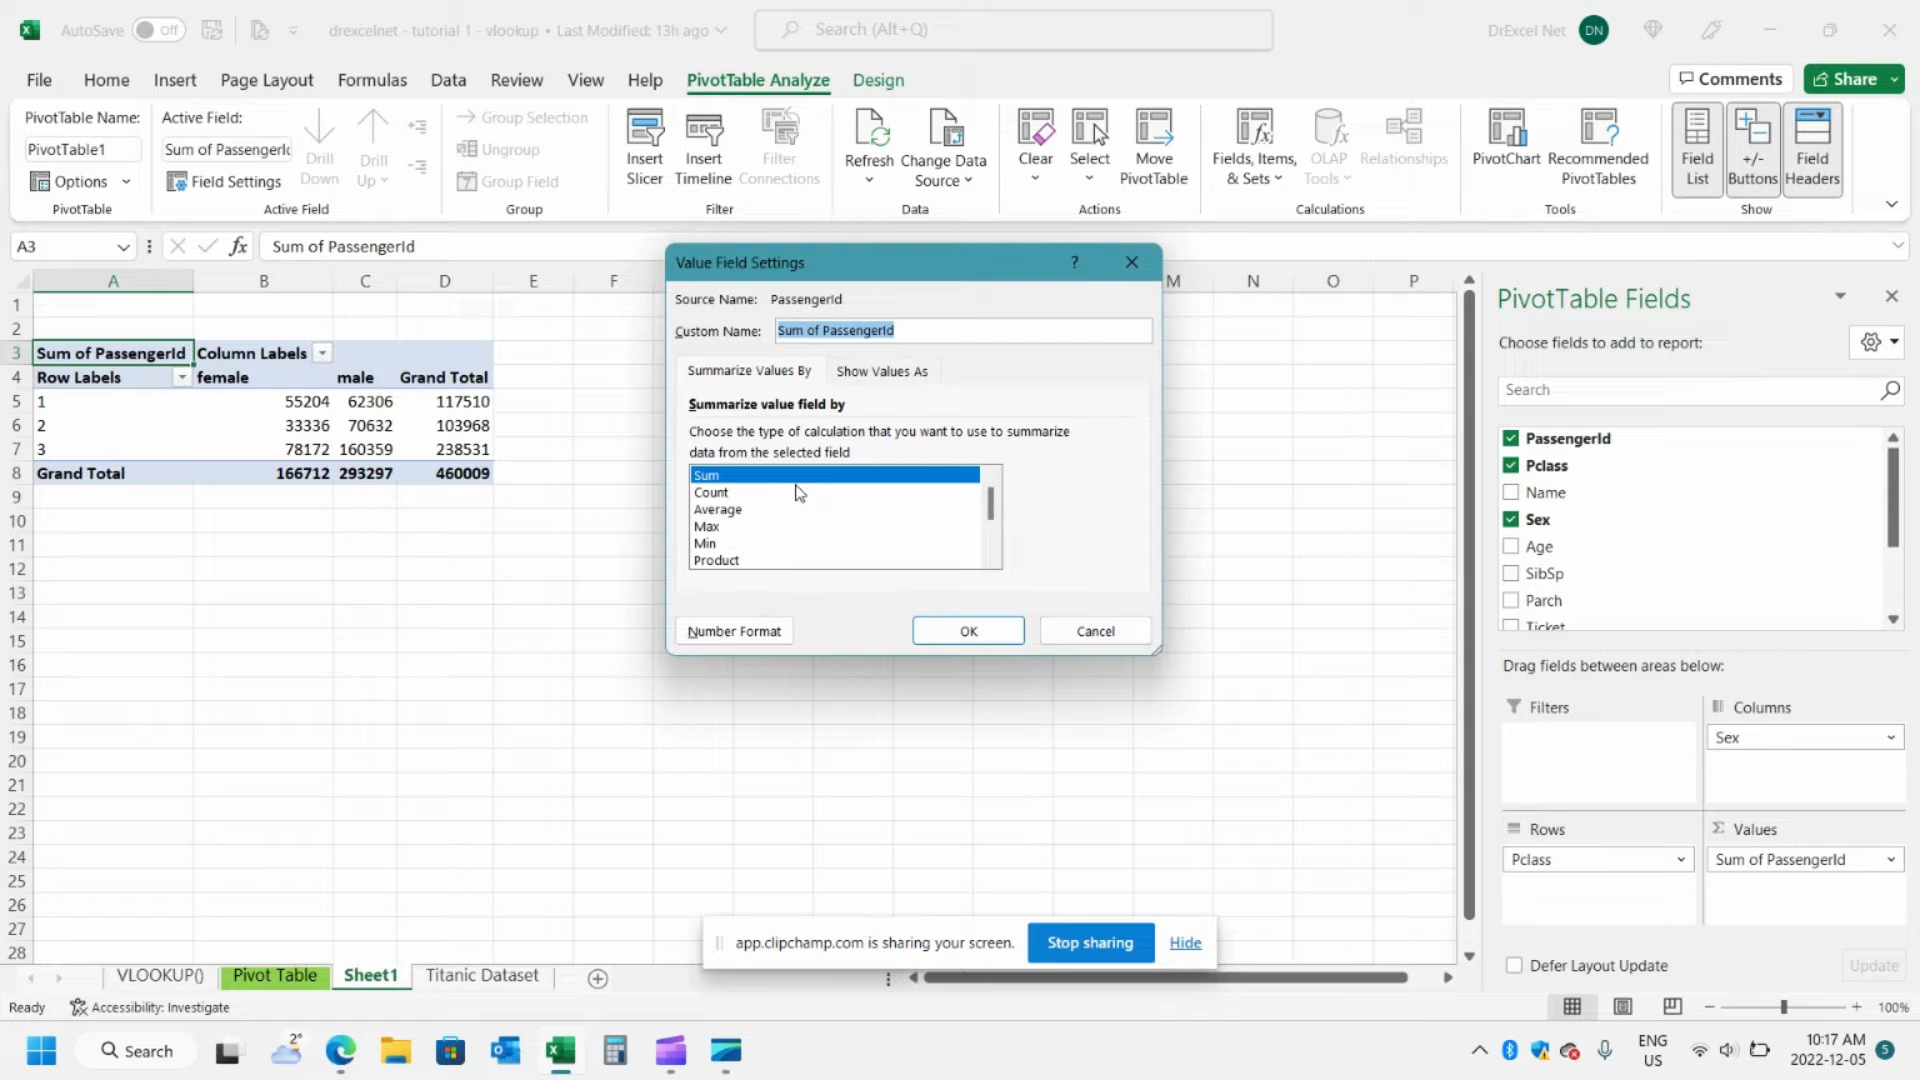 AutoSave Off drexcelnet - tutorial 1 - vlookup • Last Modified: 13h ago Search (Alt+Q) DrExcel Net DN
File Home Insert Page Layout Formulas Data Review View Help PivotTable Analyze Design Comments Share
PivotTable Name:
PivotTable1
Options
PivotTable
Active Field:
Sum of Passengerl
Field Settings
Drill
Down
Drill
Up
Active Field
Group Selection
Ungroup
Group Field
Group
Insert
Slicer
Insert
Timeline
Filter
Connections
Filter
Refresh
Change Data
Source
Data
Clear
Select
Move
PivotTable
Actions
Fields, Items,
& Sets
OLAP
Tools
Relationships
Calculations
PivotChart
Recommended
PivotTables
Tools
Field
List
+/-
Buttons
Field
Headers
Show
A3 fx Sum of PassengerId
A B C D E F M N O P
1
2
3 Sum of PassengerId Column Labels
4 Row Labels female male Grand Total
5 1 55204 62306 117510
6 2 33336 70632 103968
7 3 78172 160359 238531
8 Grand Total 166712 293297 460009
9
10
11
12
13
14
15
16
17
18
19
20
21
22
23
24
25
26
27
28
Value Field Settings ?
Source Name: PassengerId
Custom Name: Sum of PassengerId
Summarize Values By Show Values As
Summarize value field by
Choose the type of calculation that you want to use to summarize
data from the selected field
Sum
Count
Average
Max
Min
Product
Number Format OK Cancel
PivotTable Fields
Choose fields to add to report:
Search
PassengerId
Pclass
Name
Sex
Age
SibSp
Parch
Ticket
Drag fields between areas below:
Filters
Columns
Sex
Rows
Pclass
Values
Sum of PassengerId
Defer Layout Update Update
app.clipchamp.com is sharing your screen. Stop sharing Hide
VLOOKUP() Pivot Table Sheet1 Titanic Dataset
Ready Accessibility: Investigate 100%
Search 2° ENG
US
10:17 AM
2022-12-05 5